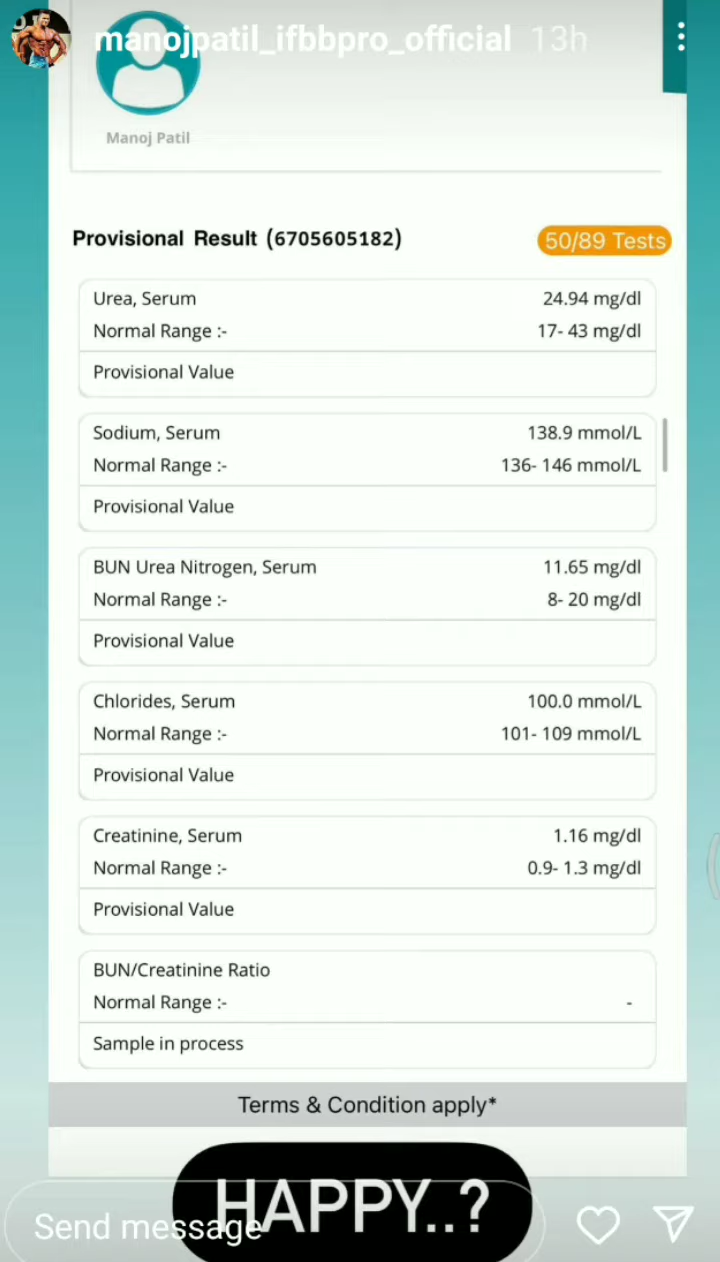 manojpatil_ifbbpro_official 13h
Manoj Patil
Provisional Result (6705605182)
50/89 Tests
Urea, Serum 24.94 mg/dl
Normal Range :- 17- 43 mg/dl
Provisional Value
Sodium, Serum 138.9 mmol/L
Normal Range :- 136- 146 mmol/L
Provisional Value
BUN Urea Nitrogen, Serum 11.65 mg/dl
Normal Range :- 8- 20 mg/dl
Provisional Value
Chlorides, Serum 100.0 mmol/L
Normal Range :- 101- 109 mmol/L
Provisional Value
Creatinine, Serum 1.16 mg/dl
Normal Range :- 0.9- 1.3 mg/dl
Provisional Value
BUN/Creatinine Ratio
Normal Range :- -
Sample in process
Terms & Condition apply*
HAPPY..?
Send message